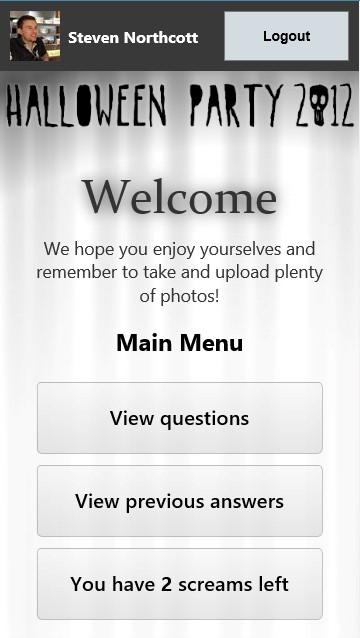 Steven Northcott
Logout
HALLOWEEN PARTY 2012
Welcome
We hope you enjoy yourselves and
remember to take and upload plenty
of photos!
Main Menu
View questions
View previous answers
You have 2 screams left